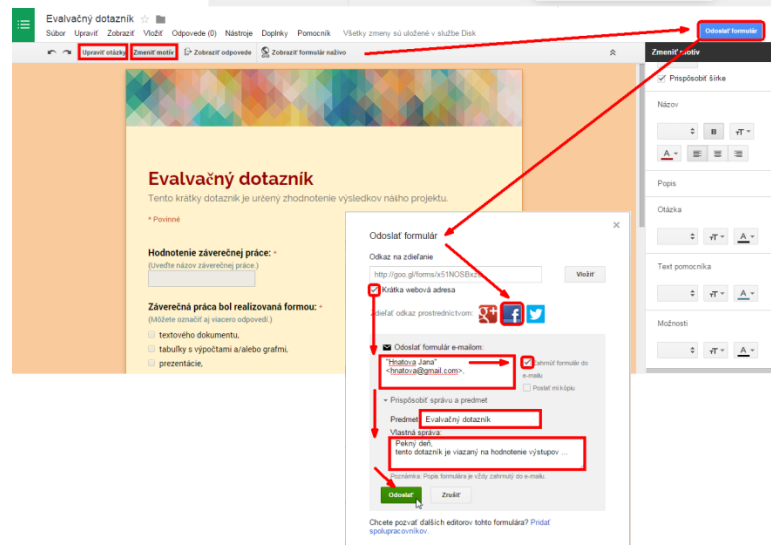 Evalvačný dotazník
Súbor Upraviť Zobraziť Vložiť Odpovede (0) Nástroje Doplnky Pomocník Všetky zmeny sú uložené v službe Disk
Odoslať formulár
Upraviť otázky Zmeniť motív Zobraziť odpovede Zobraziť formulár naživo
Zmeniť motív
Prispôsobiť šírke
Názov
B
A
Popis
Otázka
A
Text pomocníka
A
Možnosti
A
Evalvačný dotazník
Tento krátky dotazník je určený zhodnotenie výsledkov nášho projektu.
* Povinné
Hodnotenie záverečnej práce: *
(Uveďte názov záverečnej práce.)
Záverečná práca bol realizovaná formou: *
(Môžete označiť aj viacero odpovedí.)
textového dokumentu,
tabuľky s výpočtami a/alebo grafmi,
prezentácie,
Odoslať formulár
Odkaz na zdieľanie
Vložiť
Krátka webová adresa
Zdieľať odkaz prostredníctvom:
Odoslať formulár e-mailom:
"Hnatova Jana"
<hnatova@gmail.com>,
Zahrnúť formulár do
e-mailu
Poslať mi kópiu
Prispôsobiť správu a predmet
Predmet: Evalvačný dotazník
Vlastná správa:
Pekný deň,
tento dotazník je viazaný na hodnotenie výstupov ...
Poznámka: Popis formulára je vždy zahrnutý do e-mailu.
Odoslať Zrušiť
Chcete pozvať ďalších editorov tohto formulára? Pridať
spolupracovníkov.